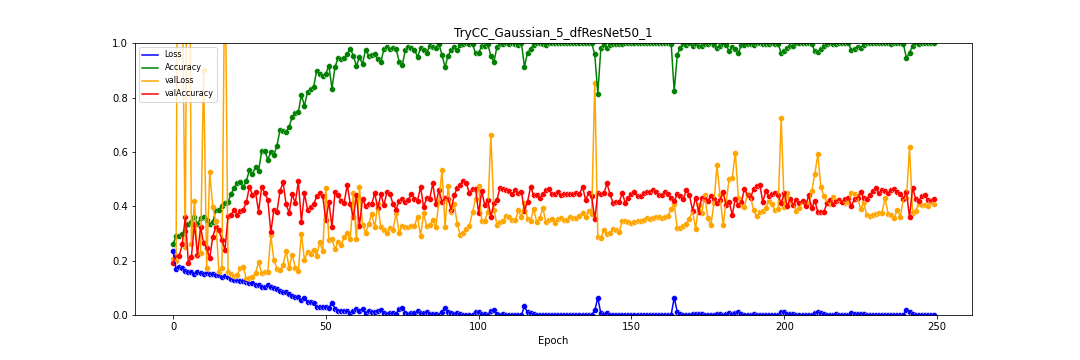 TryCC_Gaussian_5_dfResNet50_1
1.0
0.8
0.6
0.4
0.2
0.0
Loss
Accuracy
valLoss
valAccuracy
0 50 100 150 200 250
Epoch